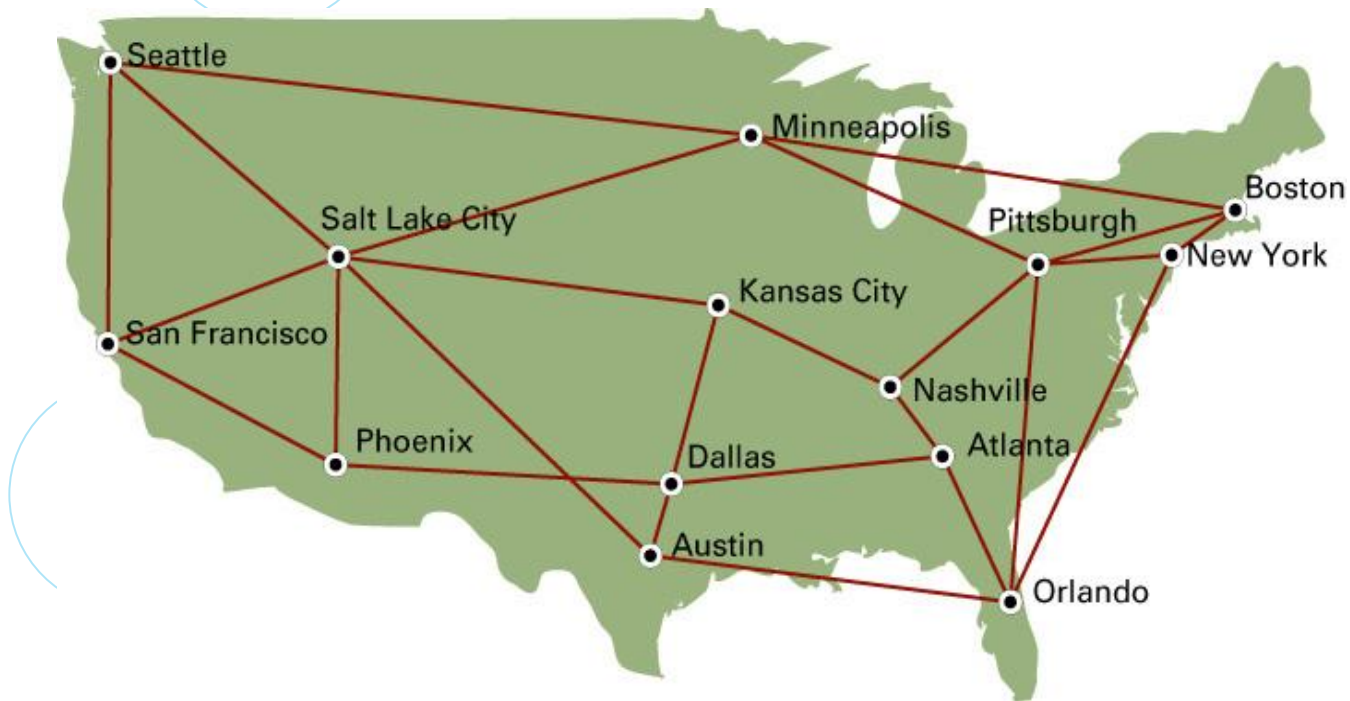 Seattle
Minneapolis
Boston
Salt Lake City
Pittsburgh
New York
Kansas City
San Francisco
Nashville
Phoenix
Dallas
Atlanta
Austin
Orlando